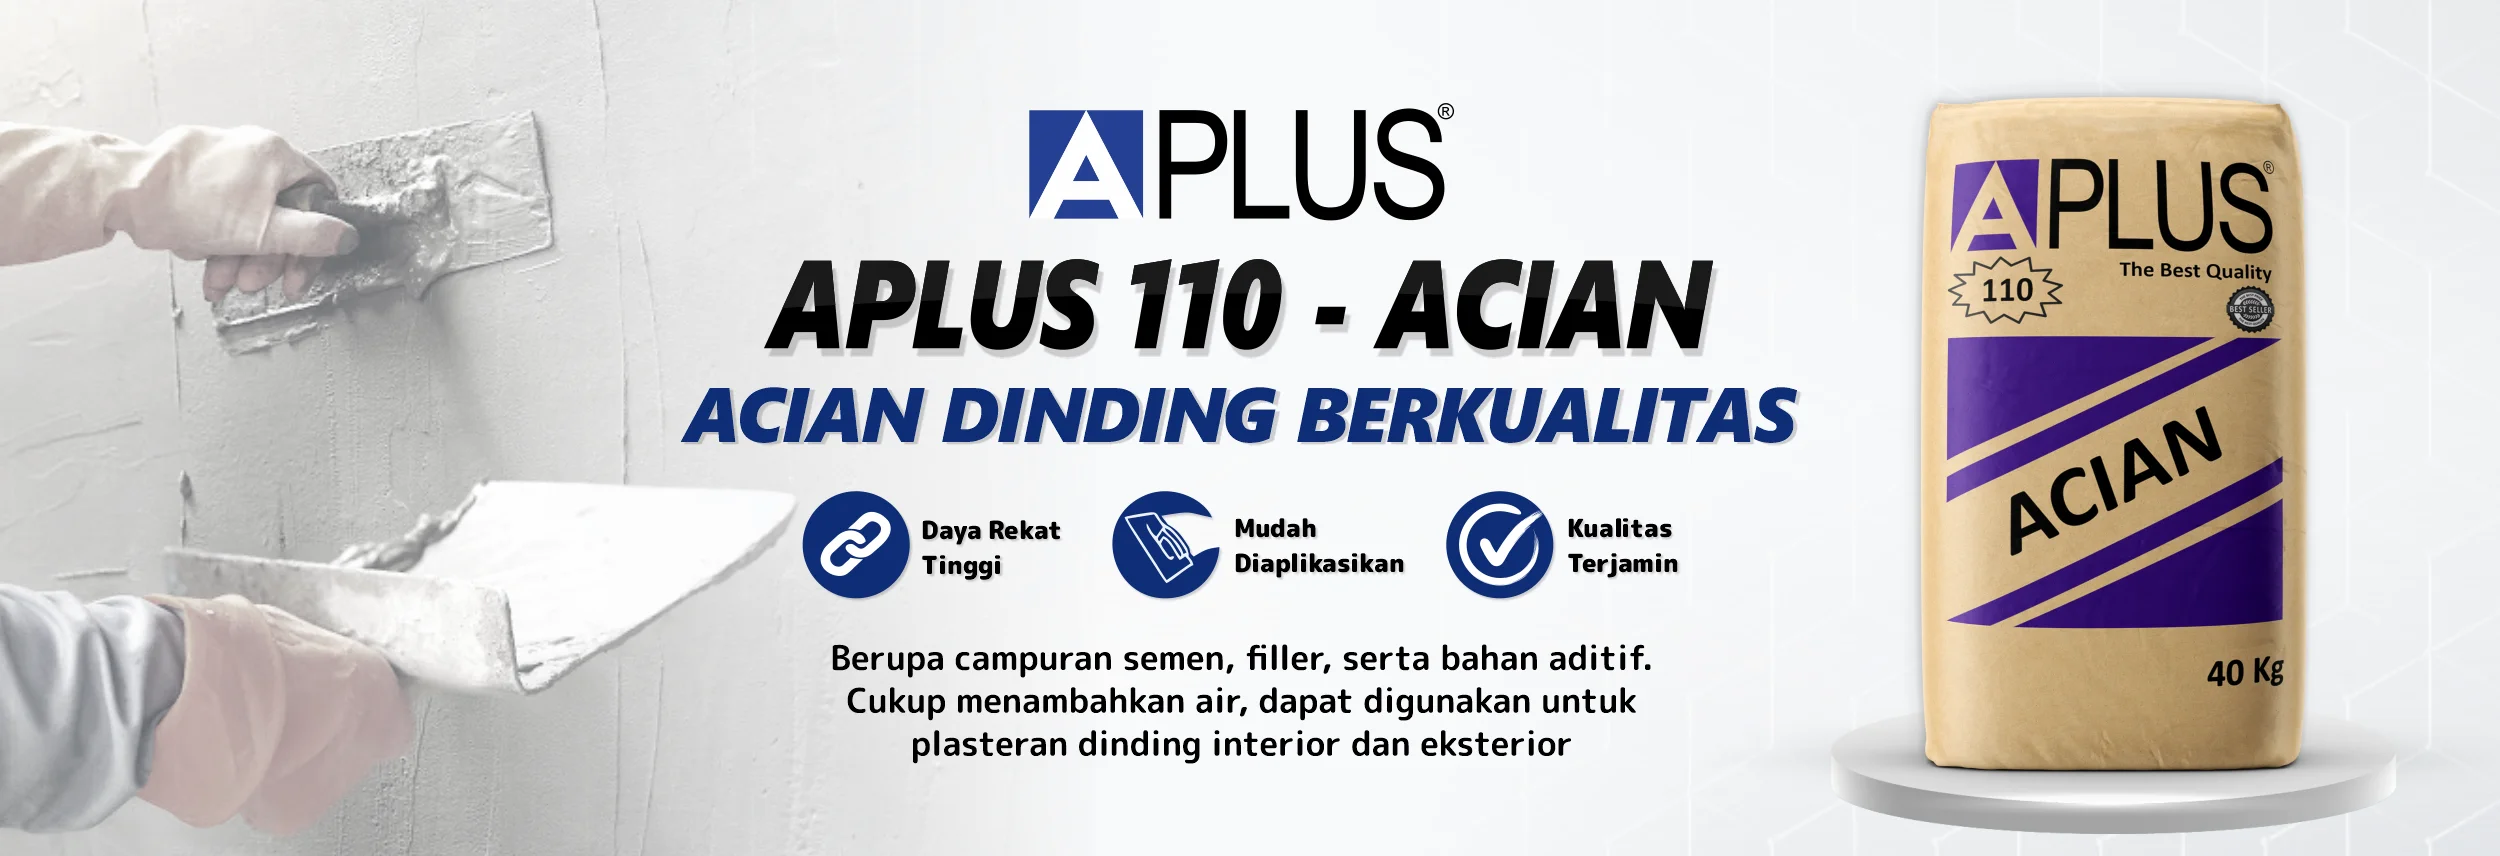 APLUS®
APLUS 110 - ACIAN
ACIAN DINDING BERKUALITAS
Daya Rekat
Tinggi
Mudah
Diaplikasikan
Kualitas
Terjamin
Berupa campuran semen, filler, serta bahan aditif.
Cukup menambahkan air, dapat digunakan untuk
plasteran dinding interior dan eksterior
APLUS®
The Best Quality
110
BEST SELLER
ACIAN
40 Kg